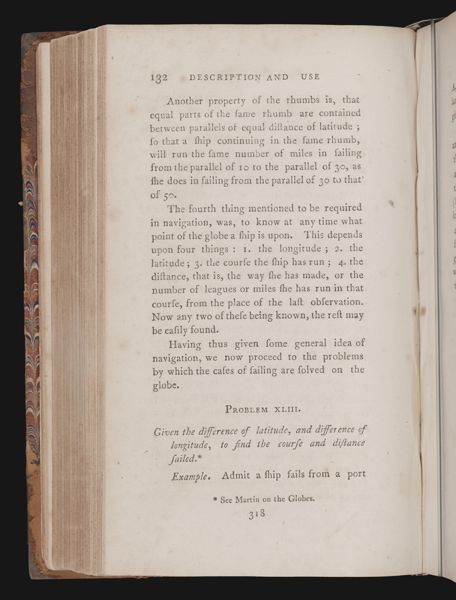 132 DESCRIPTION AND USE
Another property of the rhumbs is, that
equal parts of the ſame rhumb are contained
between parallels of equal diſtance of latitude ;
ſo that a ſhip continuing in the ſame rhumb,
will run the ſame number of miles in ſailing
from the parallel of 10 to the parallel of 30, as
ſhe does in ſailing from the parallel of 30 to that
of 50.
The fourth thing mentioned to be required
in navigation, was, to know at any time what
point of the globe a ſhip is upon. This depends
upon four things : 1. the longitude ; 2. the
latitude ; 3. the courſe the ſhip has run ; 4. the
diſtance, that is, the way ſhe has made, or the
number of leagues or miles ſhe has run in that
courſe, from the place of the laſt obſervation.
Now any two of theſe being known, the reſt may
be eaſily found.
Having thus given ſome general idea of
navigation, we now proceed to the problems
by which the caſes of ſailing are ſolved on the
globe.
PROBLEM XLIII.
Given the difference of latitude, and difference of
longitude, to find the courſe and diſtance
ſailed.*
Example. Admit a ſhip ſails from a port
* See Martin on the Globes.
318